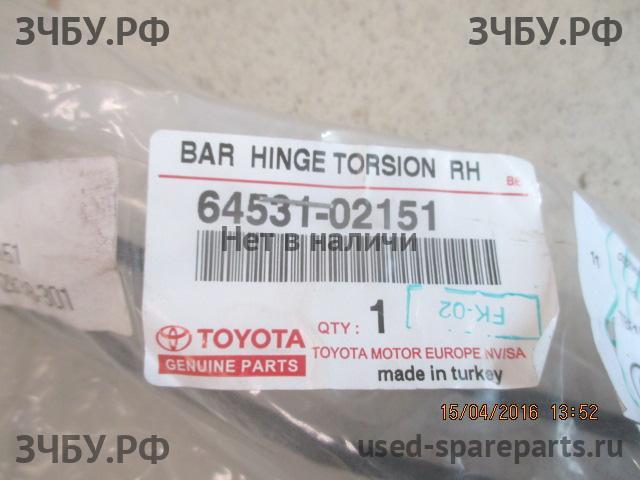 ЗЧБУ.РФ
ЗЧБУ.РФ
BAR HINGE TORSION RH
Be
64531-02151
Нет в наличи
QTY: 1
FK-02
TOYOTA
GENUINE PARTS
TOYOTA MOTOR EUROPE NV/SA
made in turkey
15/04/2016 13:52
ЗЧБУ.РФ
used-spareparts.ru